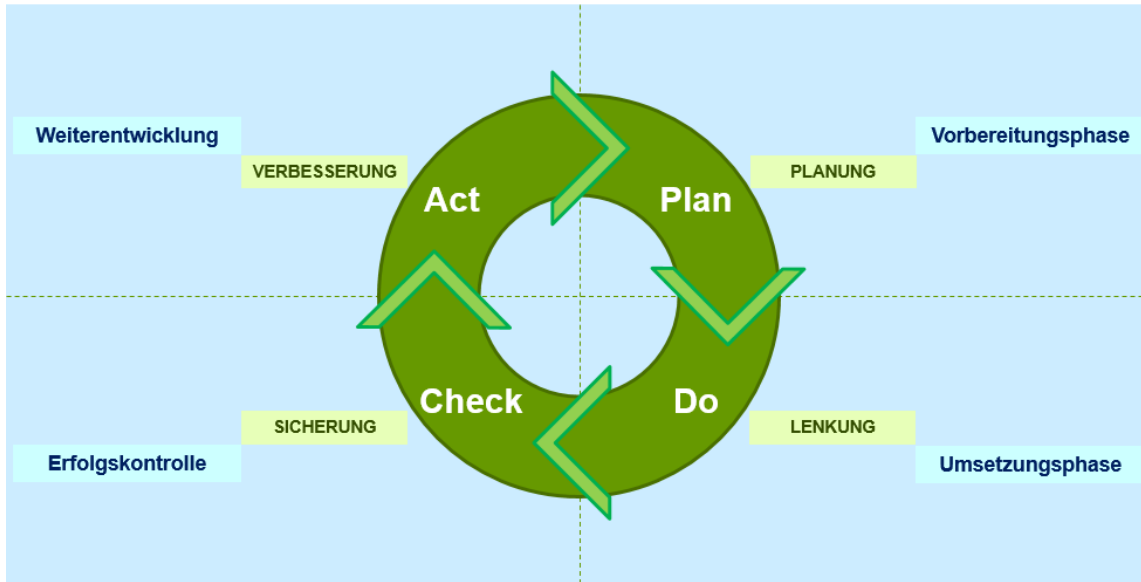 Weiterentwicklung
Vorbereitungsphase
VERBESSERUNG
PLANUNG
Act
Plan
Check
Do
SICHERUNG
LENKUNG
Erfolgskontrolle
Umsetzungsphase